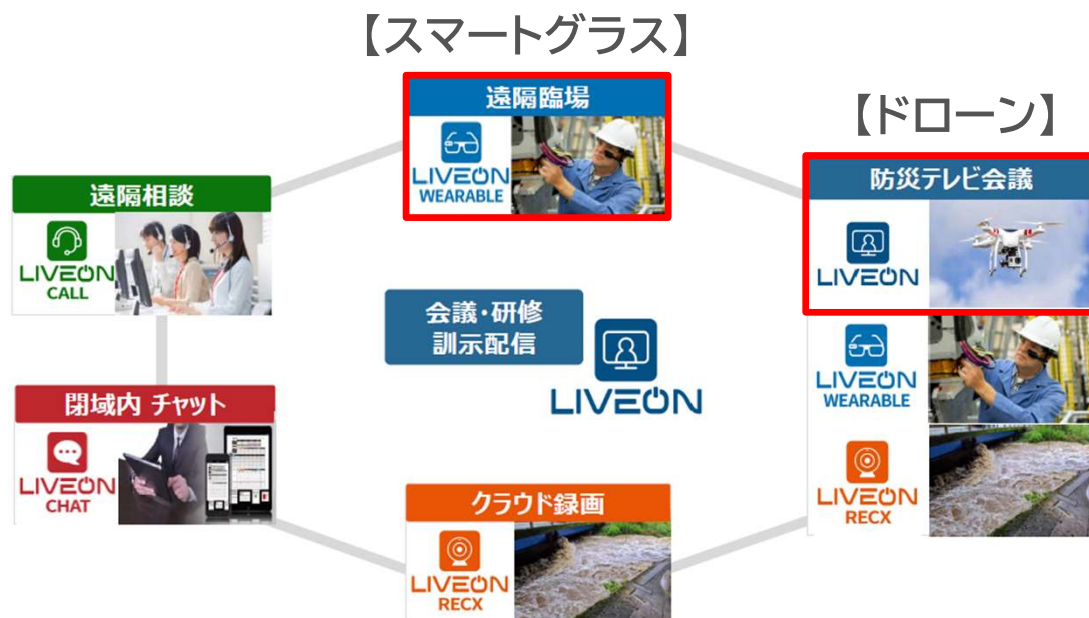 【スマートグラス】
遠隔臨場
LIVEON
WEARABLE
【ドローン】
防災テレビ会議
LIVEON
LIVEON
WEARABLE
LIVEON
RECX
遠隔相談
LIVEON
CALL
会議・研修
訓示配信
LIVEON
閉域内 チャット
LIVEON
CHAT
クラウド録画
LIVEON
RECX